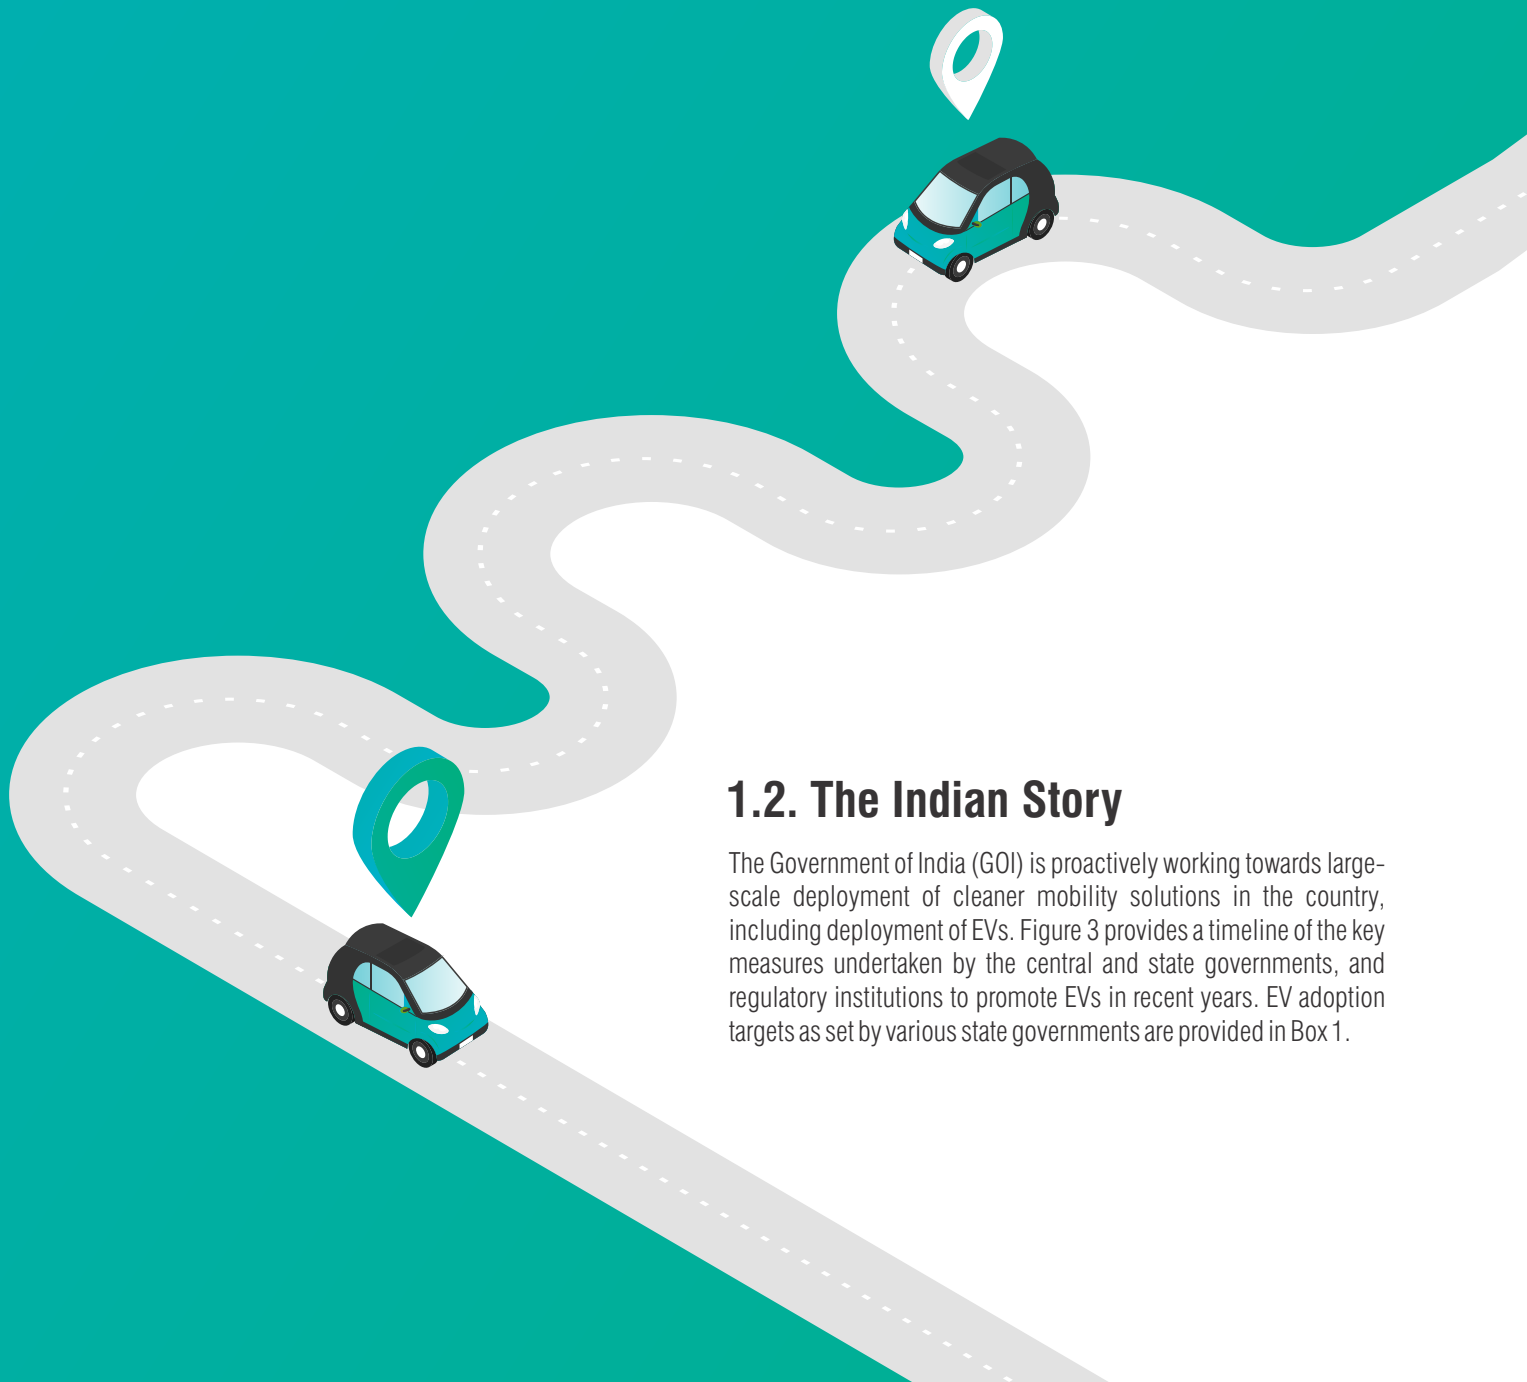 1.2. The Indian Story
The Government of India (GOI) is proactively working towards large-
scale deployment of cleaner mobility solutions in the country,
including deployment of EVs. Figure 3 provides a timeline of the key
measures undertaken by the central and state governments, and
regulatory institutions to promote EVs in recent years. EV adoption
targets as set by various state governments are provided in Box 1.